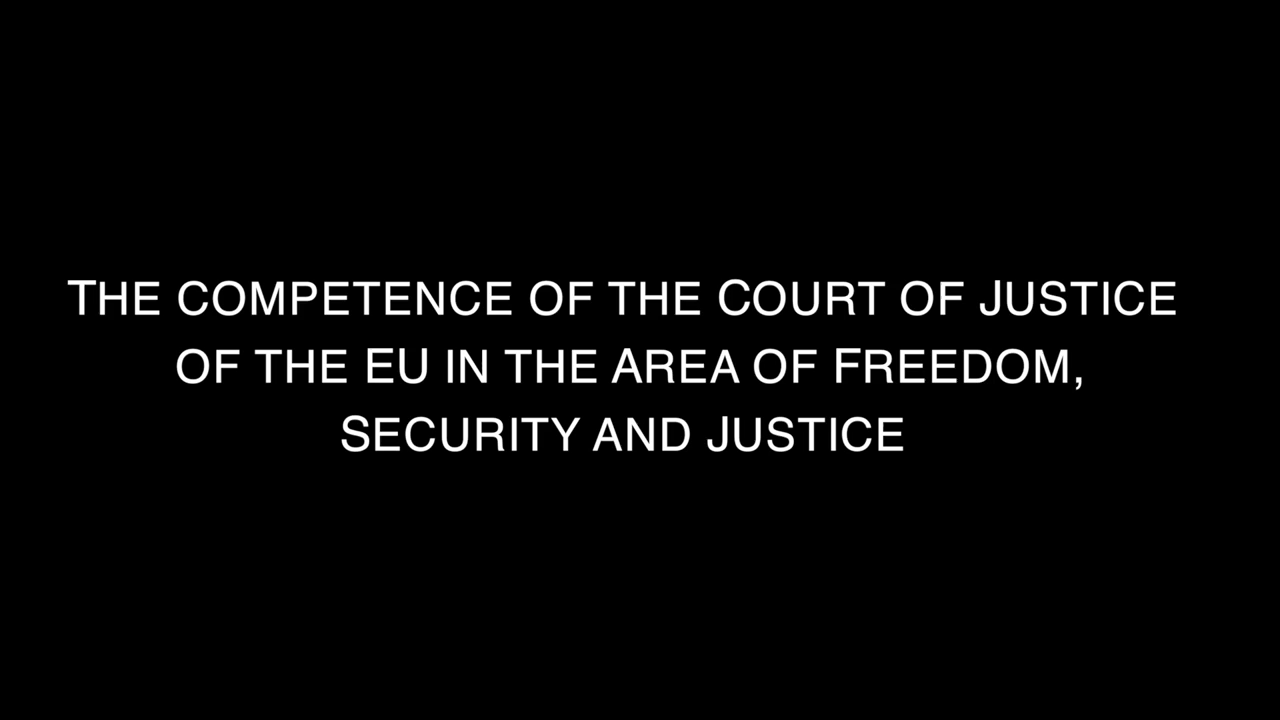 THE COMPETENCE OF THE COURT OF JUSTICE
OF THE EU IN THE AREA OF FREEDOM,
SECURITY AND JUSTICE